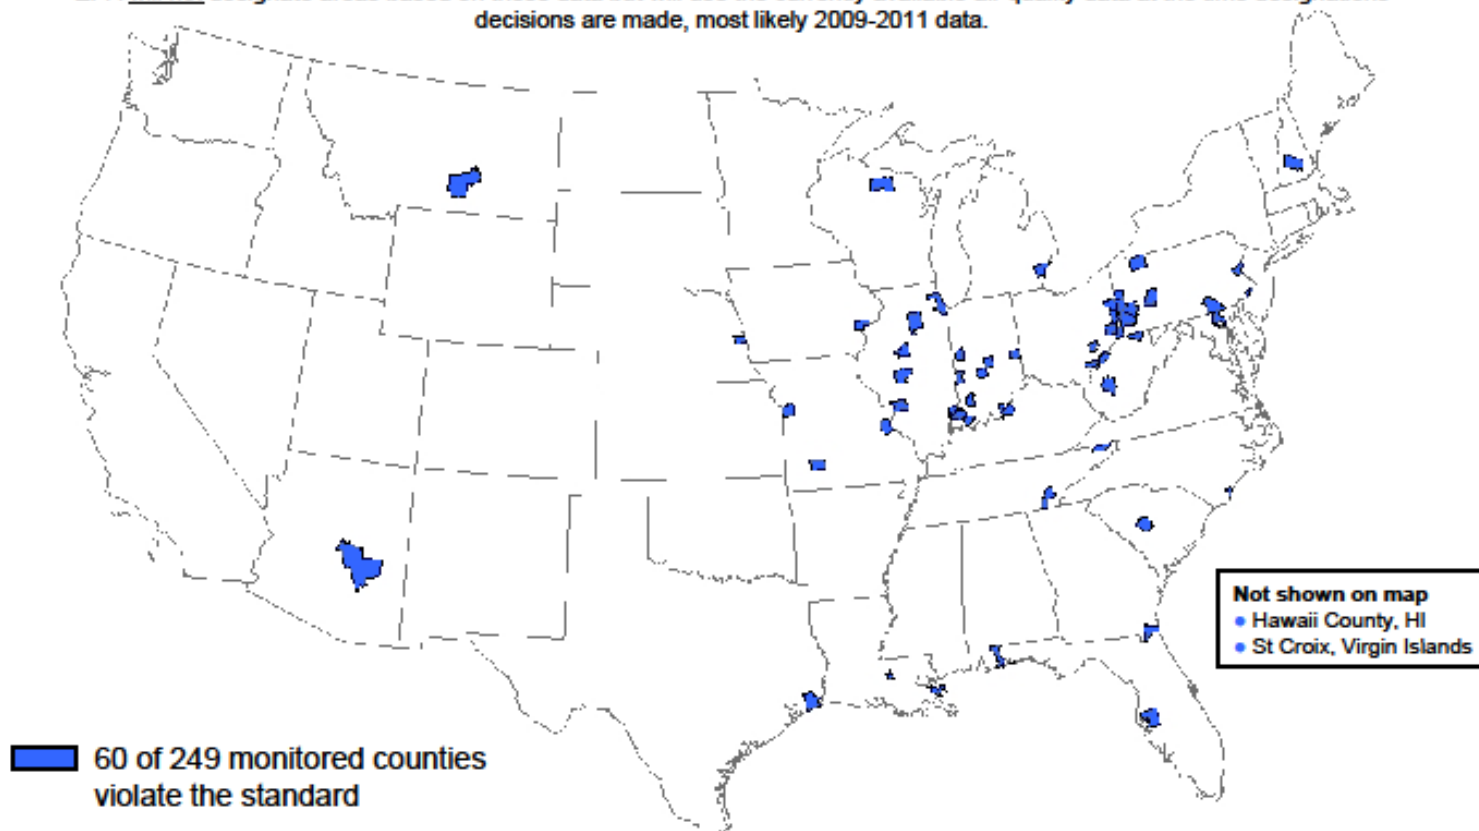 decisions are made, most likely 2009-2011 data.
Not shown on map
● Hawaii County, HI
● St Croix, Virgin Islands
60 of 249 monitored counties
violate the standard